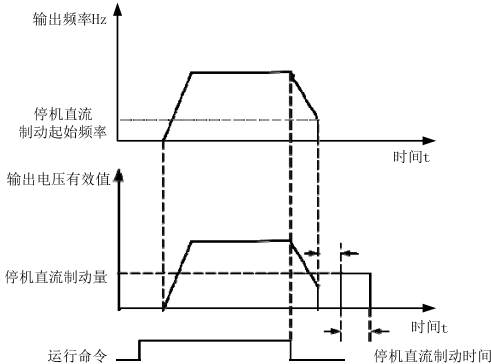 输出频率Hz
停机直流
制动起始频率
时间t
输出电压有效值
停机直流制动量
时间t
运行命令
停机直流制动时间